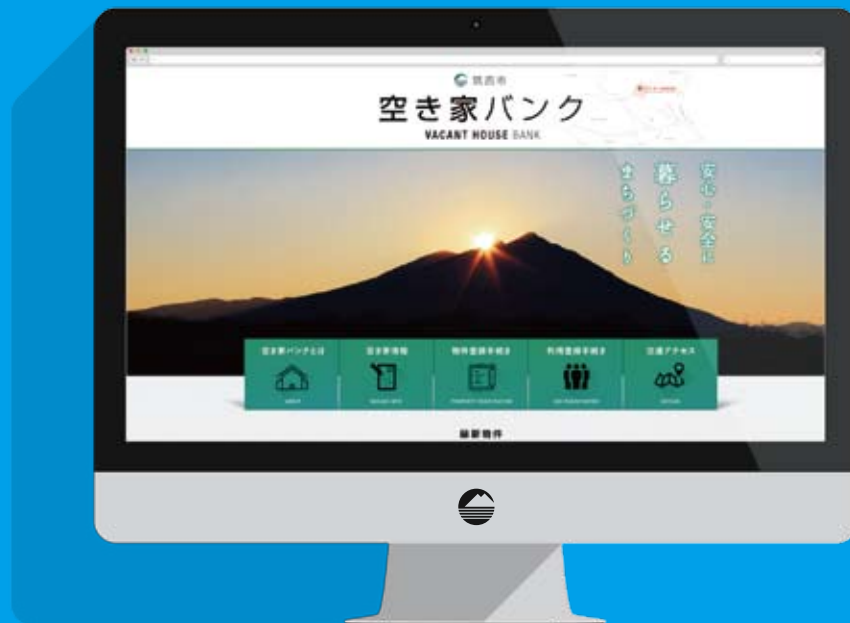 筑西市
空き家バンク
VACANT HOUSE BANK
安心・安全に
暮らせる
まちづくり
空き家バンクとは
空き家情報
物件登録手続き
利用登録手続き
交通アクセス
ABOUT
最新物件